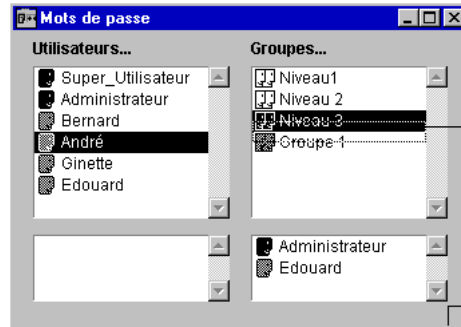 Mots de passe
Utilisateurs...
Super_Utilisateur
Administrateur
Bernard
André
Ginette
Edouard
Groupes...
Niveau1
Niveau 2
Niveau 3
Groupe 1
Administrateur
Edouard